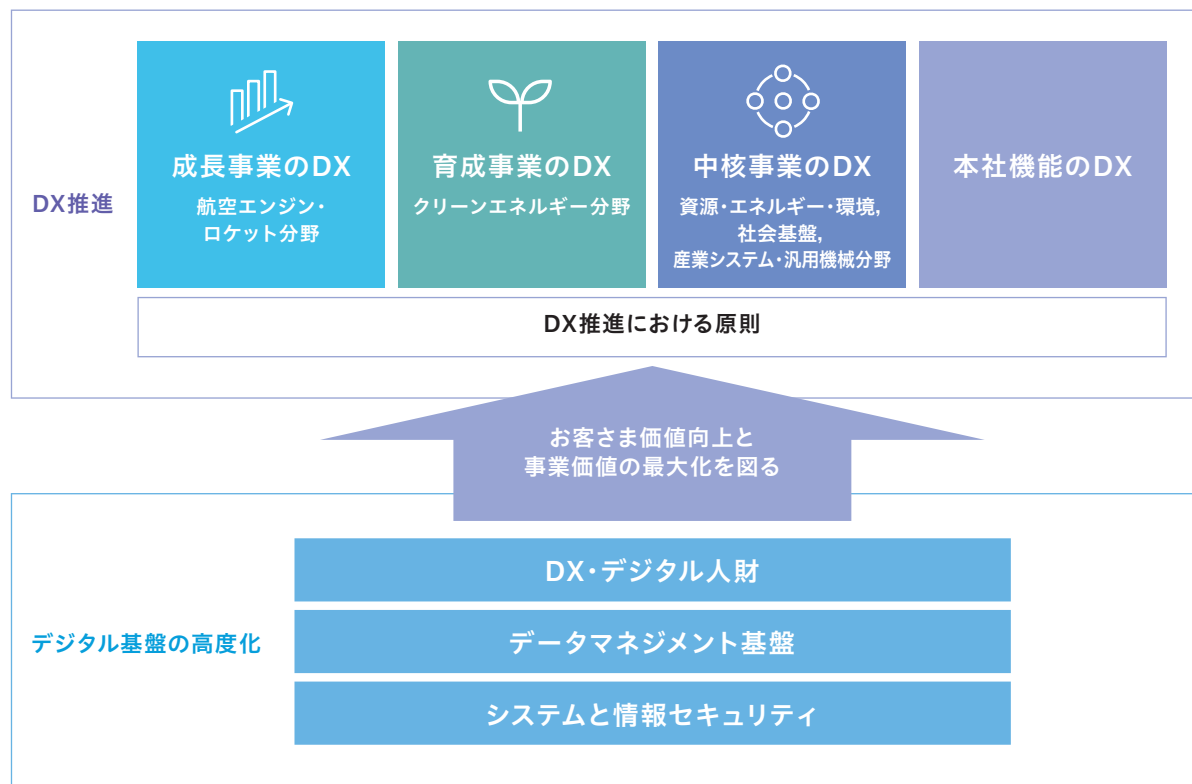 DX推進
成長事業のDX
航空エンジン・
ロケット分野
育成事業のDX
クリーンエネルギー分野
中核事業のDX
資源・エネルギー・環境,
社会基盤,
産業システム・汎用機械分野
本社機能のDX
DX推進における原則
お客さま価値向上と
事業価値の最大化を図る
デジタル基盤の高度化
DX・デジタル人財
データマネジメント基盤
システムと情報セキュリティ